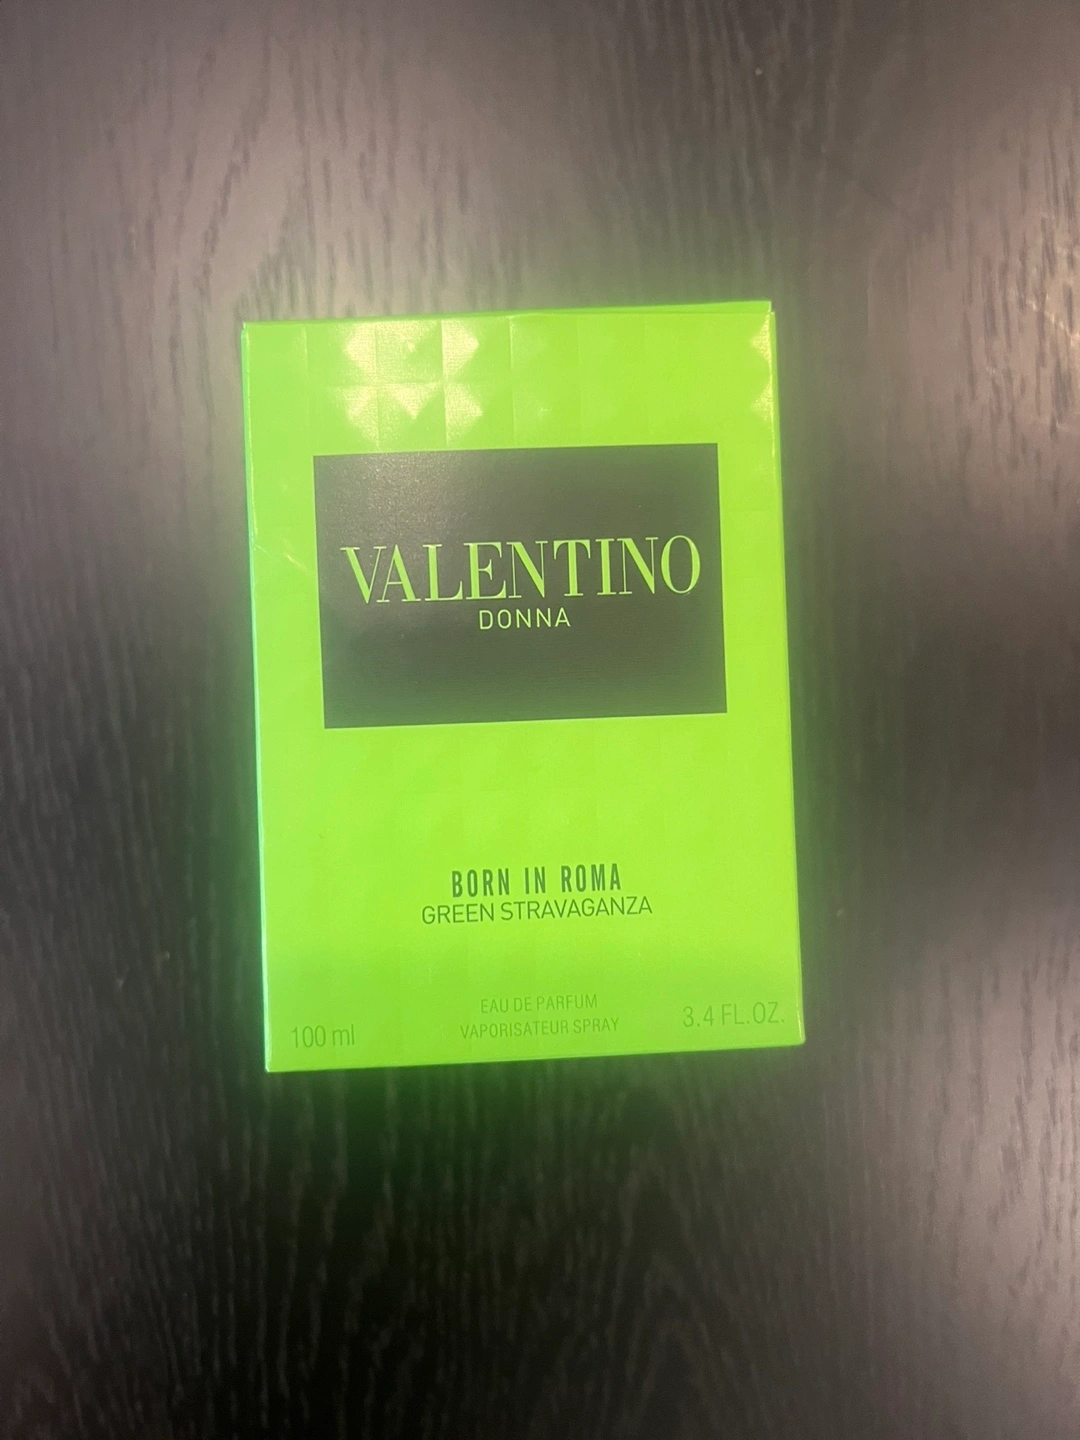 VALENTINO
DONNA
BORN IN ROMA
GREEN STRAVAGANZA
EAU DE PARFUM
VAPORISATEUR SPRAY
100 ml
3.4 FL.OZ.